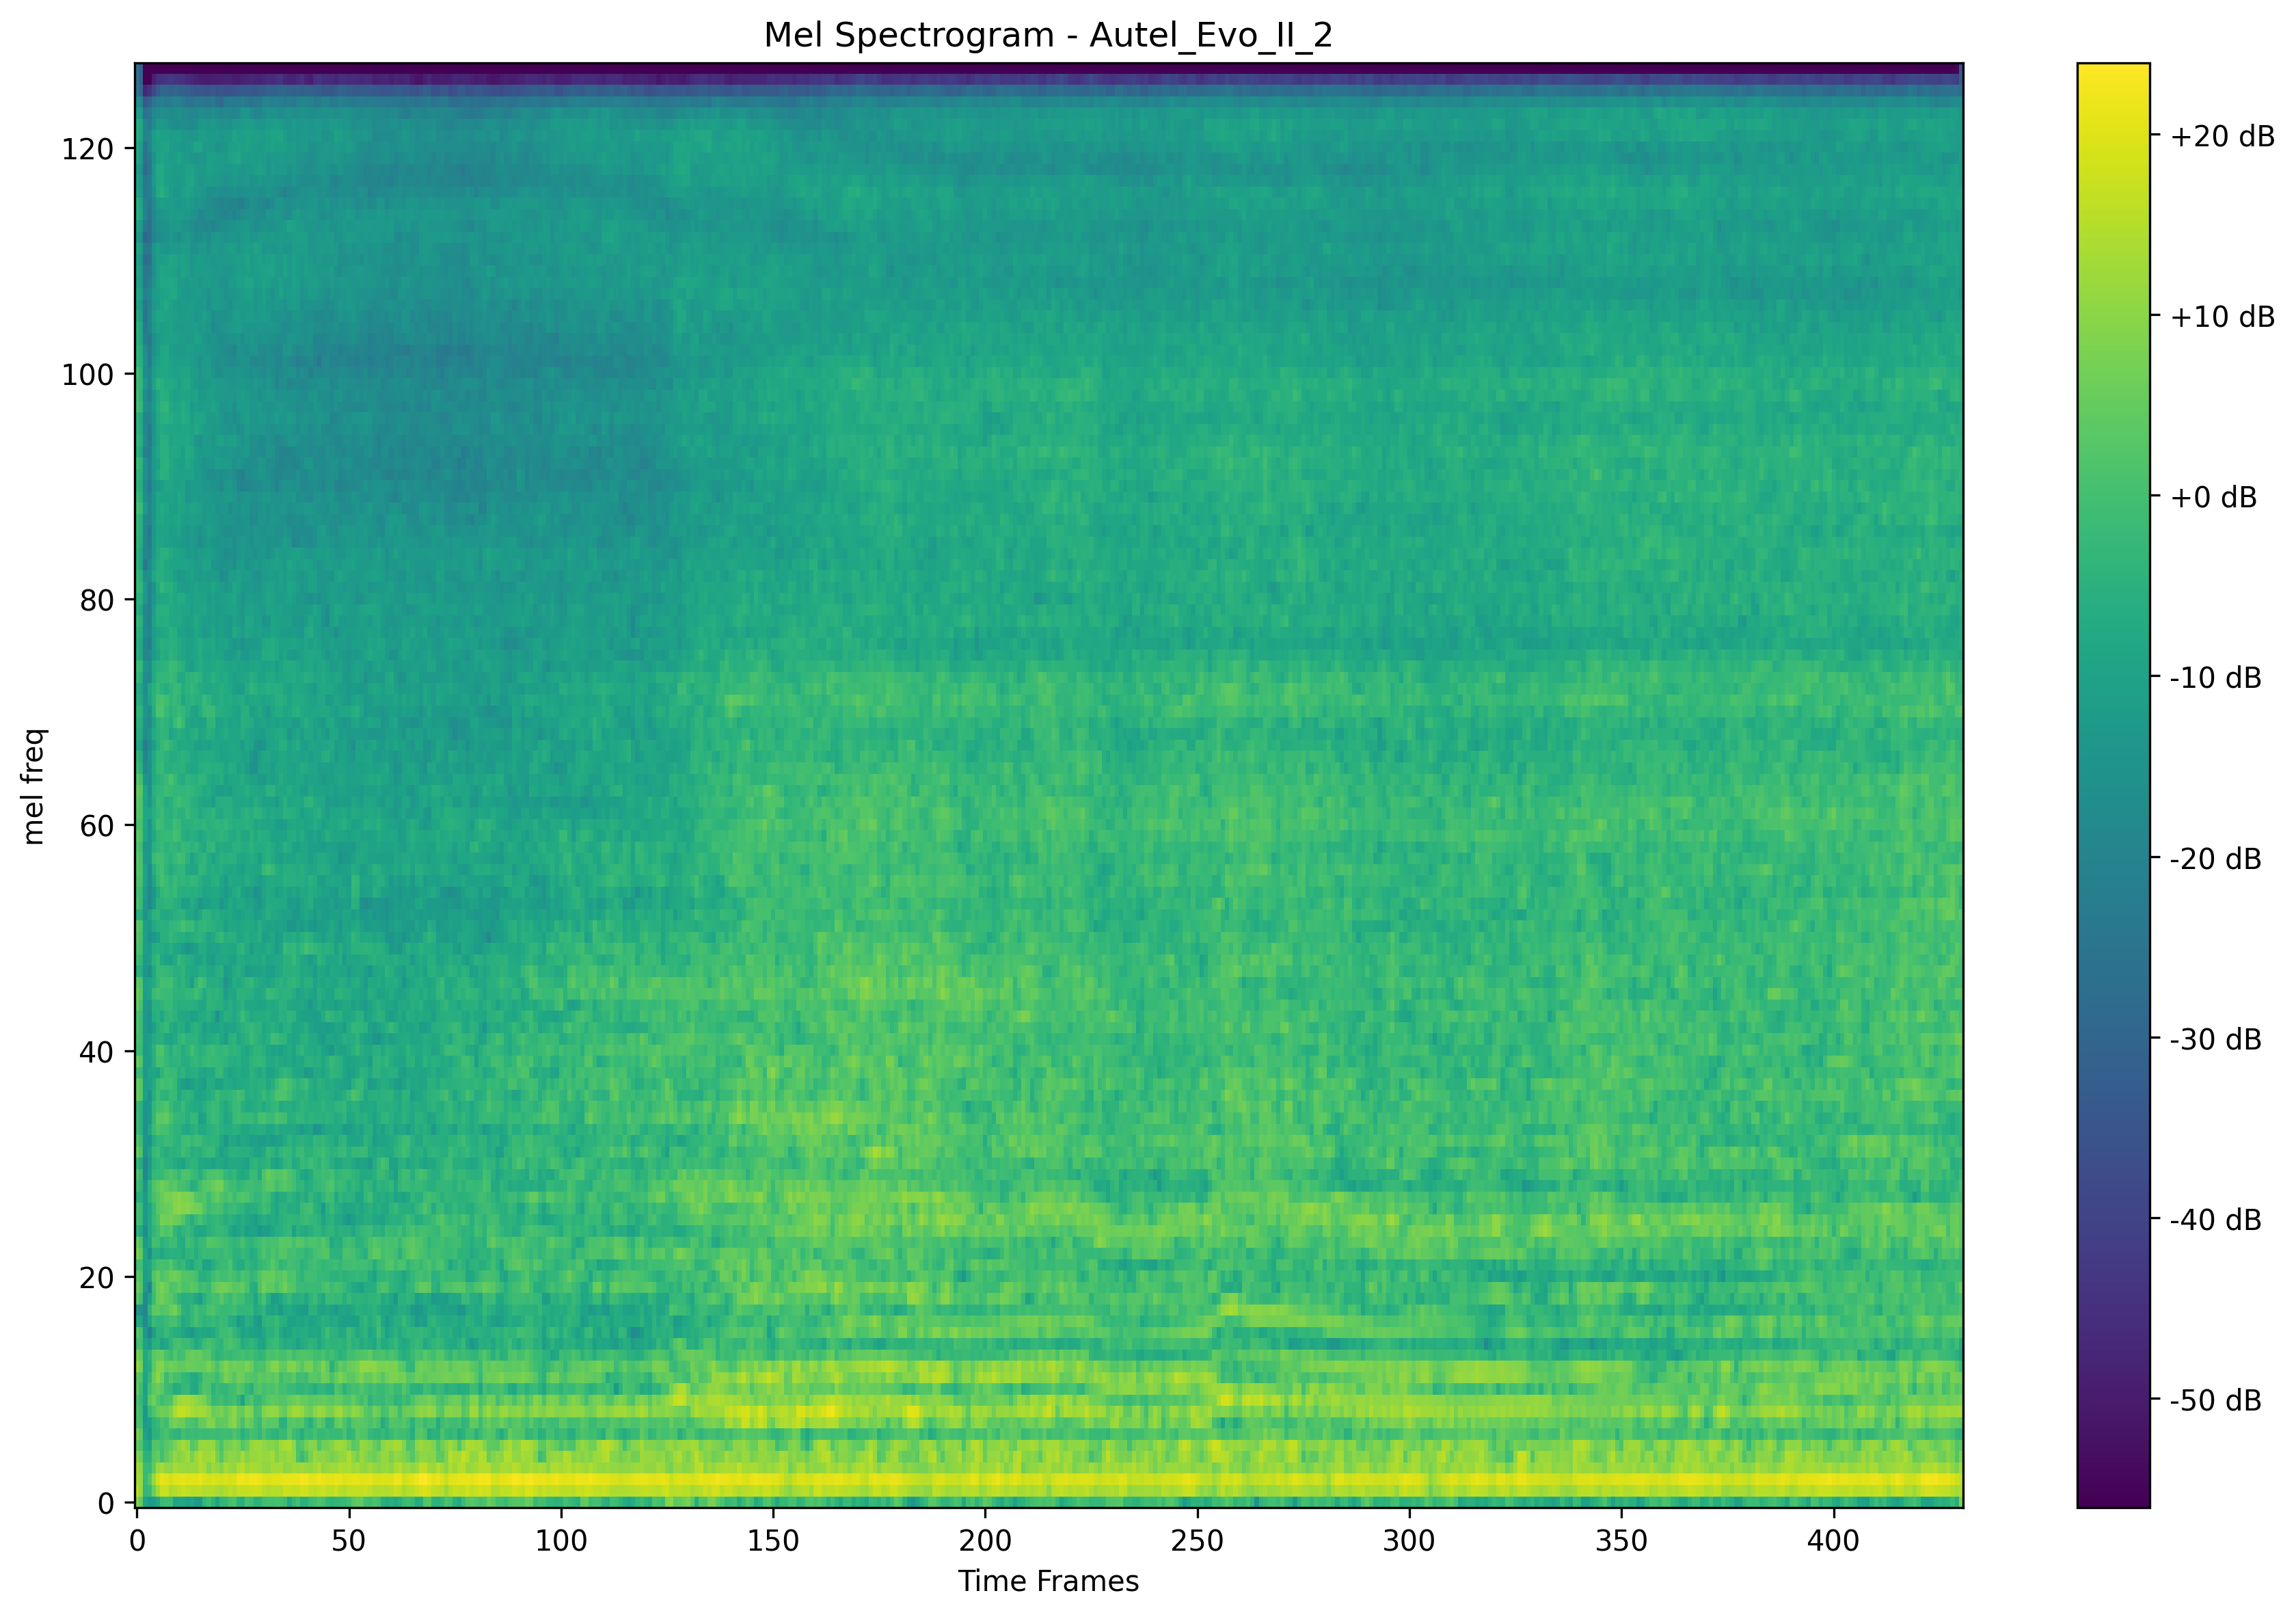 Mel Spectrogram - Autel_Evo_II_2
mel freq
120
100
80
60
40
20
0
0 50 100 150 200 250 300 350 400
Time Frames
+20 dB
+10 dB
+0 dB
-10 dB
-20 dB
-30 dB
-40 dB
-50 dB